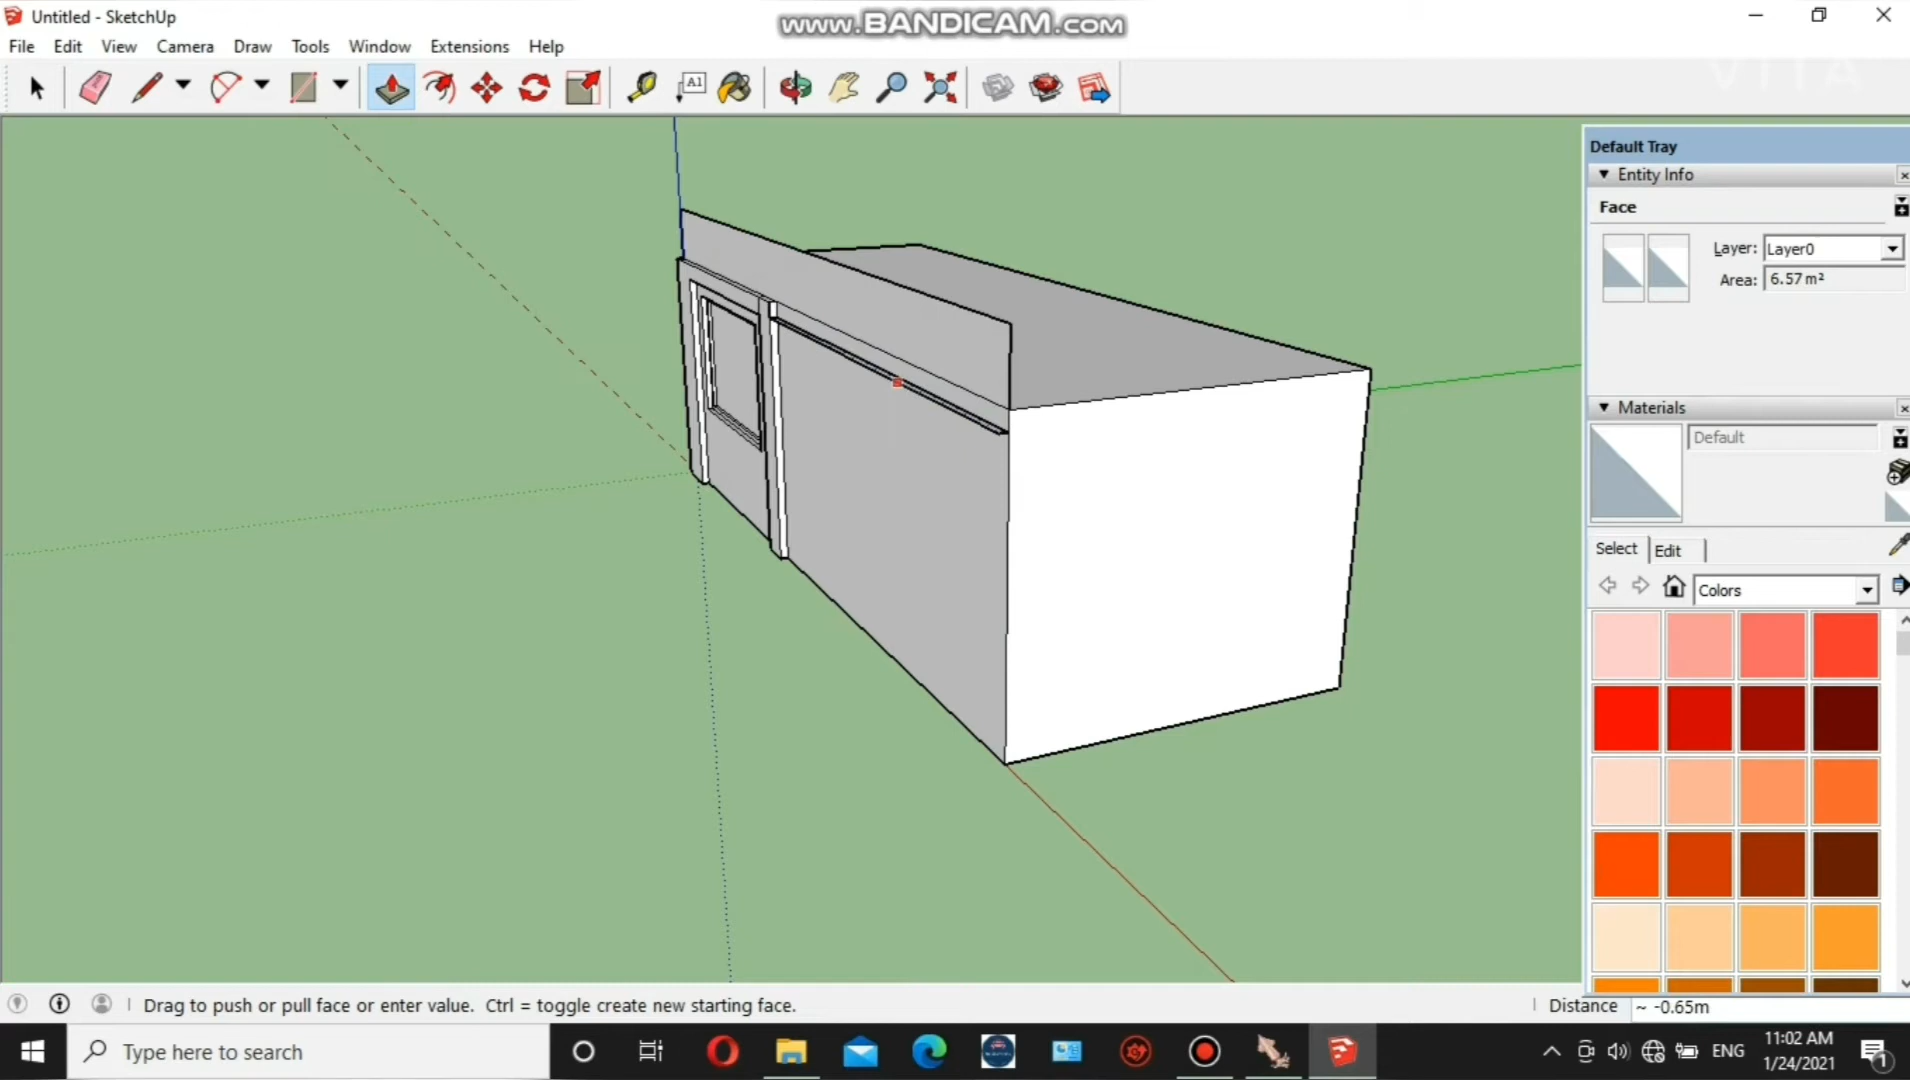 Untitled - SketchUp
www.BANDICAM.com
File Edit View Camera Draw Tools Window Extensions Help
A1
VITA
Default Tray
Entity Info
Face
Layer: Layer0
Area: 6.57 m²
Materials
Default
Select Edit
Colors
Drag to push or pull face or enter value. Ctrl = toggle create new starting face.
Distance ~ -0.65m
Type here to search
ENG
11:02 AM
1/24/2021
1